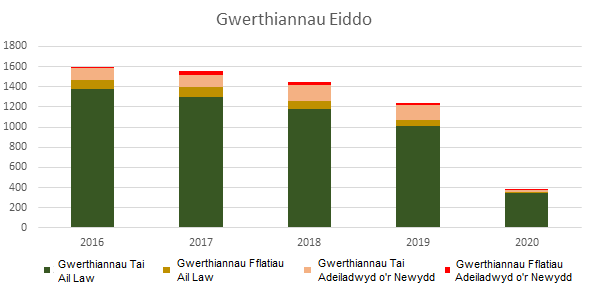 Gwerthiannau Eiddo
1800
1600
1400
1200
1000
800
600
400
200
0
2016 2017 2018 2019 2020
Gwerthiannau Tai Ail Law
Gwerthiannau Fflatiau Ail Law
Gwerthiannau Tai Adeiladwyd o'r Newydd
Gwerthiannau Fflatiau Adeiladwyd o'r Newydd